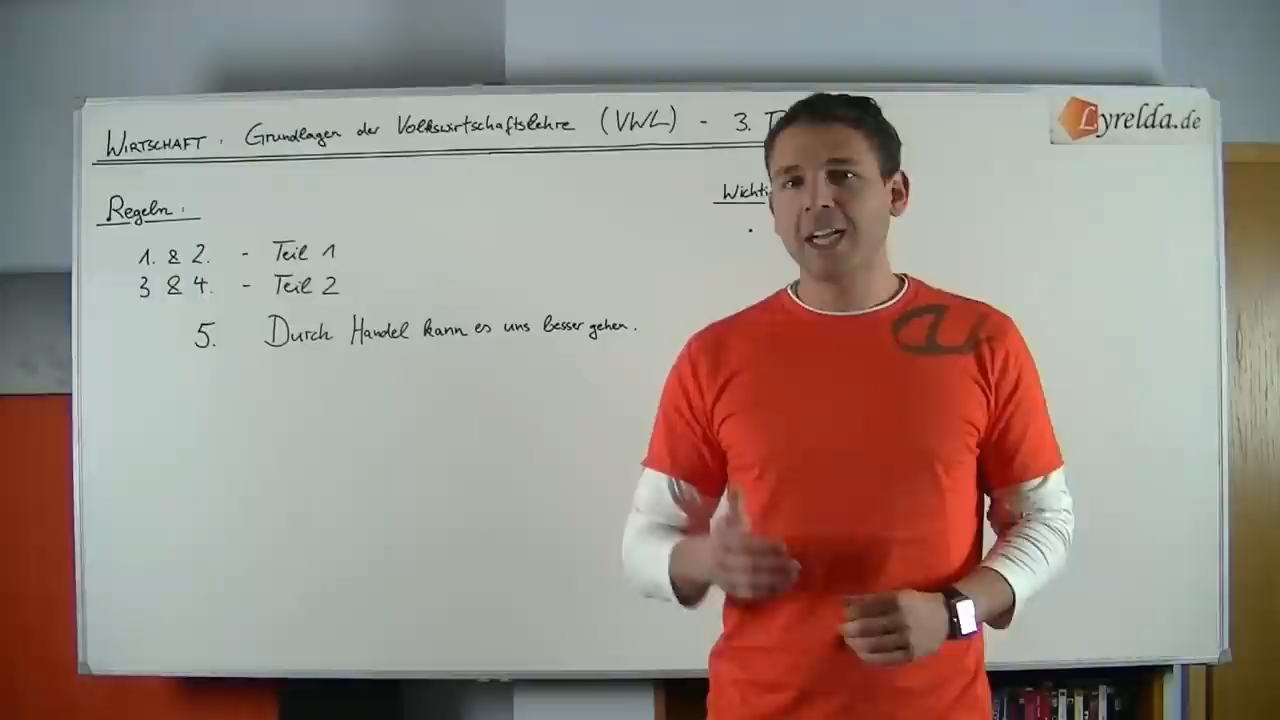 WIRTSCHAFT: Grundlagen der Volkswirtschaftslehre (VWL) - 3. T
Lyrelda.de
Regeln:
Wichti
1. & 2. - Teil 1
3 & 4. - Teil 2
5. Durch Handel kann es uns besser gehen.